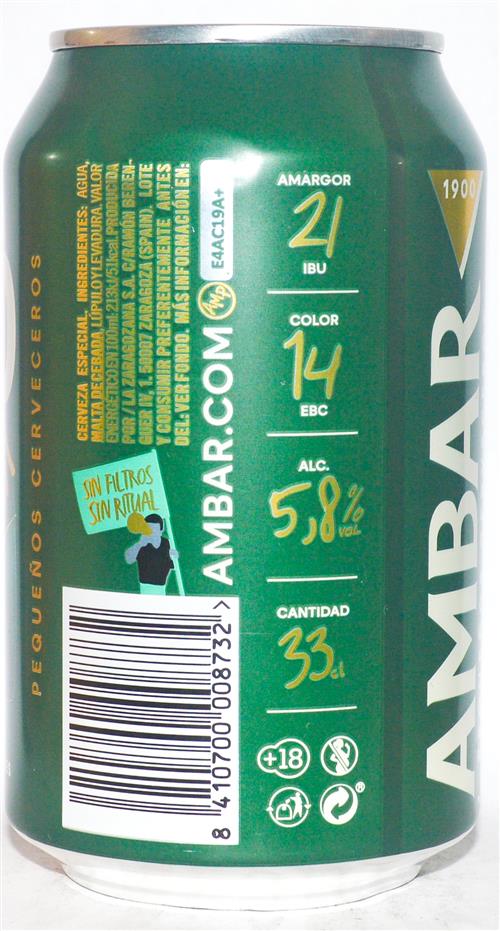 PEQUEÑOS CERVECEROS
CERVEZA ESPECIAL. INGREDIENTES: AGUA,
MALTA DE CEBADA, LÚPULO Y LEVADURA. VALOR
ENERGÉTICO EN 100ml: 213kJ/51kcal. PRODUCIDA
POR/ LA ZARAGOZANA S.A. C/RAMÓN BEREN-
GUER IV, 1. 50007 ZARAGOZA (SPAIN). LOTE
Y CONSUMIR PREFERENTEMENTE ANTES
DEL: VER FONDO. MÁS INFORMACIÓN EN:
AMBAR.COM
E4AC19A+
SIN FILTROS
SIN RITUAL
8 410700 008732 >
AMARGOR
21
IBU
COLOR
14
EBC
ALC.
5,8% VOL
CANTIDAD
33 cl
+18
®
1900
AMBAR